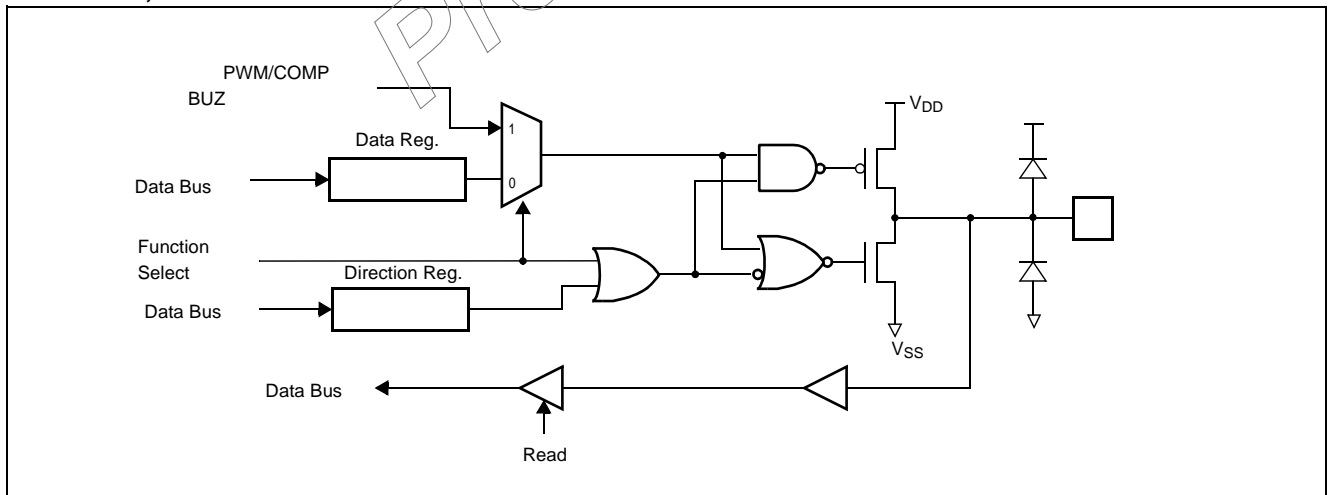 PWM/COMP
BUZ
Data Reg.
1
0
Data Bus
Function
Select
Direction Reg.
Data Bus
VDD
VSS
Data Bus
Read